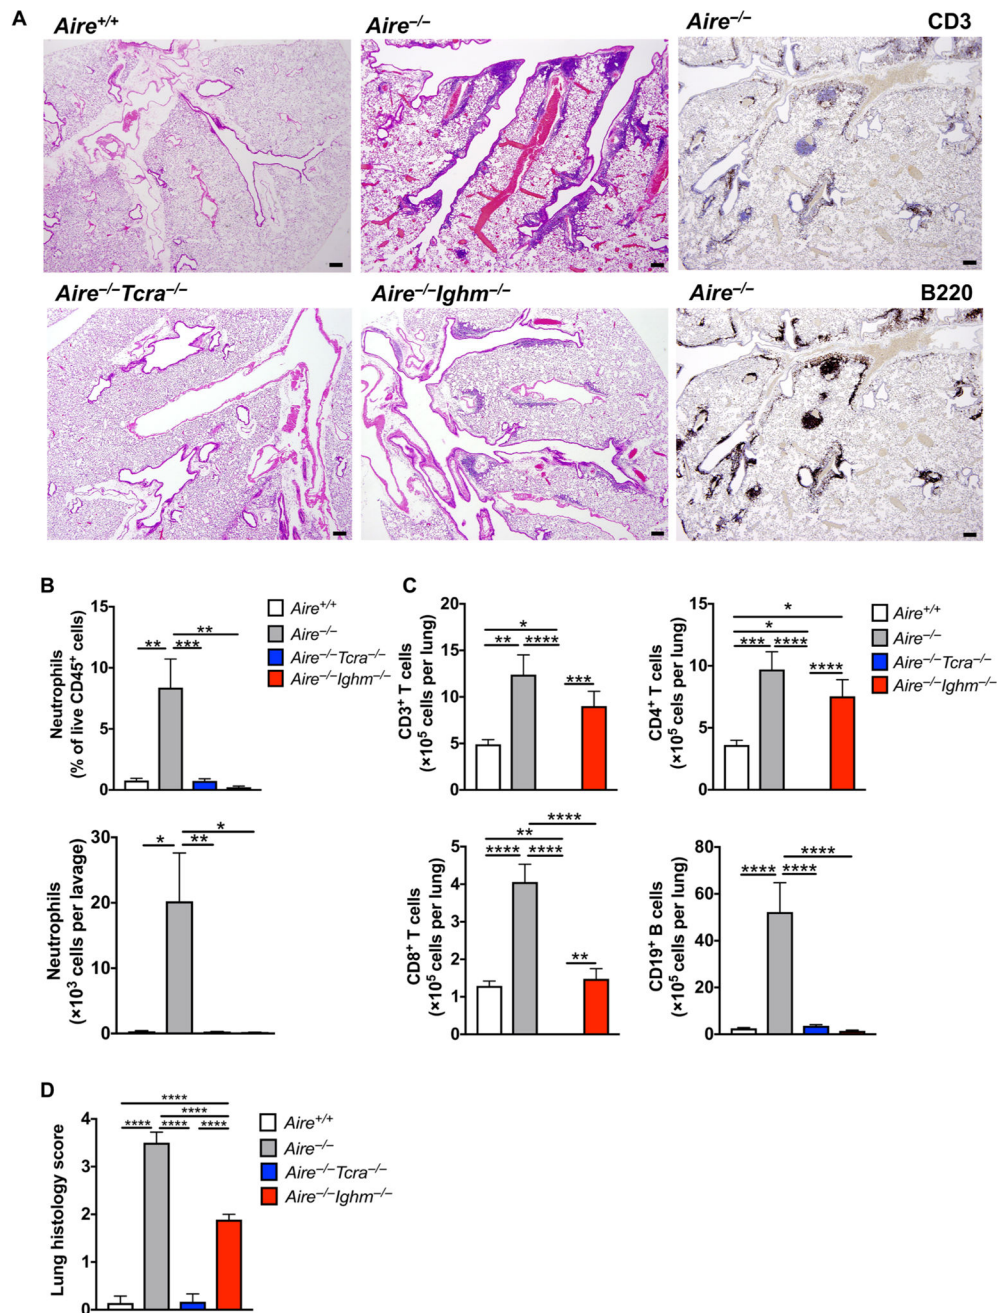 A
Aire+/+
Aire–/–
Aire–/–
CD3
Aire–/–Tcra–/–
Aire–/–Ighm–/–
Aire–/–
B220
B
Neutrophils
(% of live CD45+ cells)
15
10
5
0
**
**
***
Aire+/+
Aire–/–
Aire–/–Tcra–/–
Aire–/–Ighm–/–
Neutrophils
(×10³ cells per lavage)
30
20
10
0
*
*
**
C
CD3+ T cells
(×10⁵ cells per lung)
20
15
10
5
0
*
**
****
***
CD4+ T cells
(×10⁵ cels per lung)
15
10
5
0
*
*
***
****
****
Aire+/+
Aire–/–
Aire–/–Tcra–/–
Aire–/–Ighm–/–
CD8+ T cells
(×10⁵ cells per lung)
5
4
3
2
1
0
****
**
****
****
**
CD19+ B cells
(×10⁵ cells per lung)
80
60
40
20
0
****
****
****
D
Lung histology score
4
3
2
1
0
****
****
****
****
****
Aire+/+
Aire–/–
Aire–/–Tcra–/–
Aire–/–Ighm–/–